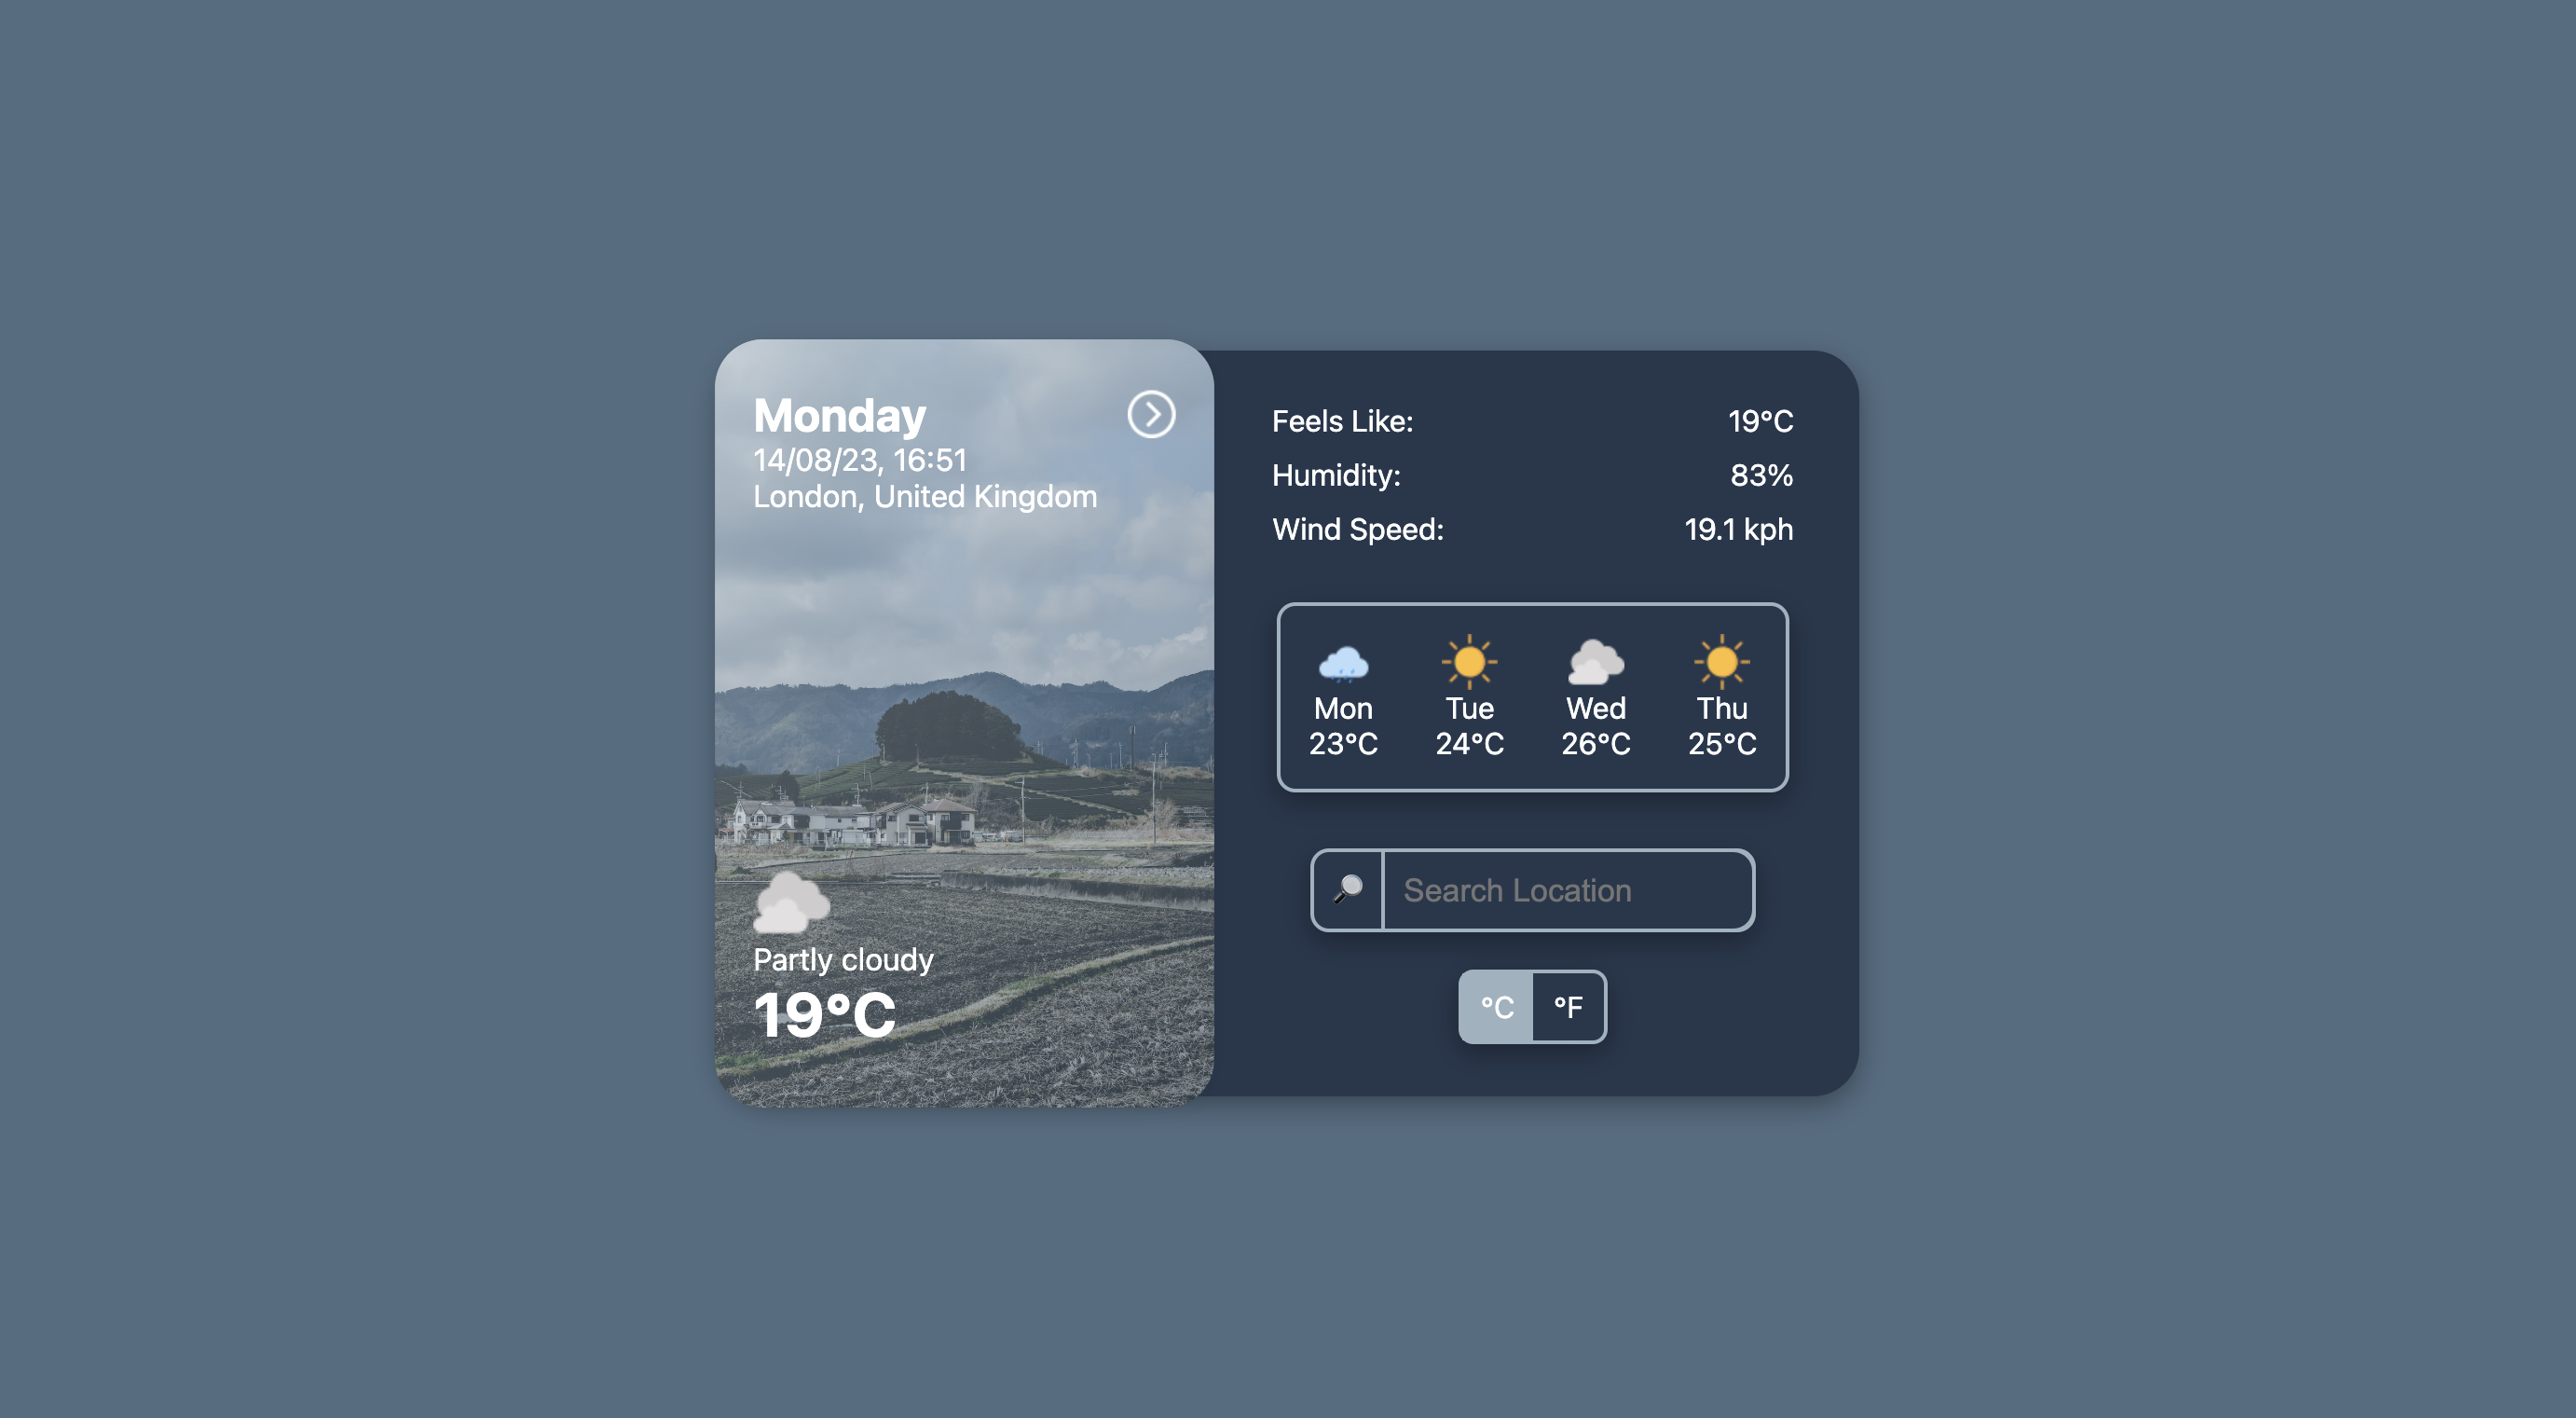 Monday
14/08/23, 16:51
London, United Kingdom
Partly cloudy
19°C
Feels Like: 19°C
Humidity: 83%
Wind Speed: 19.1 kph
Mon Tue Wed Thu
23°C 24°C 26°C 25°C
Search Location
°C °F